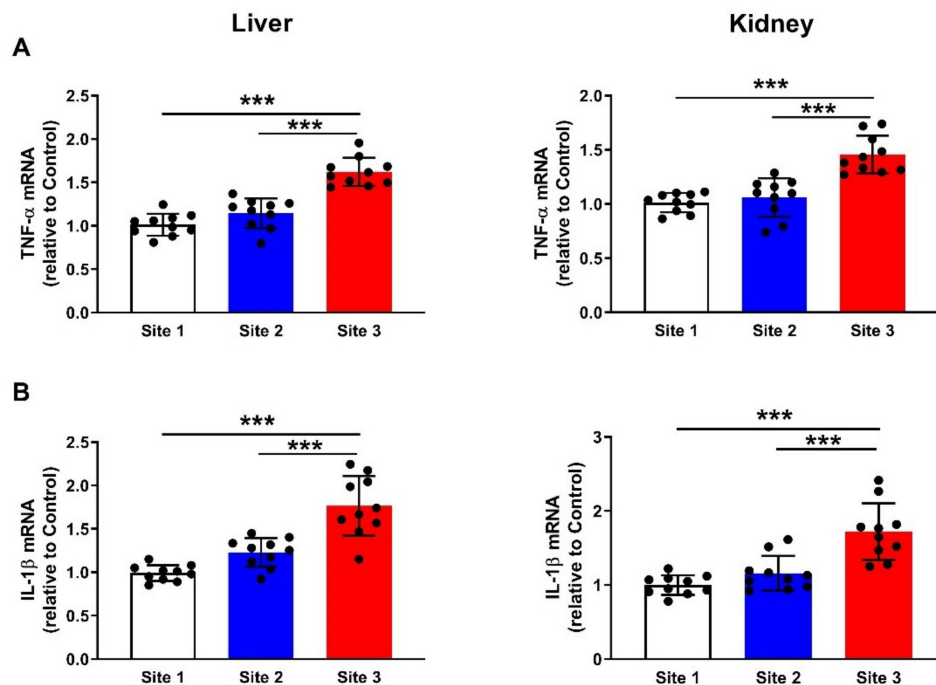 Liver
Kidney
A
TNF-α mRNA
(relative to Control)
2.5
2.0
1.5
1.0
0.5
0.0
***
***
Site 1 Site 2 Site 3
TNF-α mRNA
(relative to Control)
2.0
1.5
1.0
0.5
0.0
***
***
Site 1 Site 2 Site 3
B
IL-1β mRNA
(relative to Control)
2.5
2.0
1.5
1.0
0.5
0.0
***
***
Site 1 Site 2 Site 3
IL-1β mRNA
(relative to Control)
3
2
1
0
***
***
Site 1 Site 2 Site 3